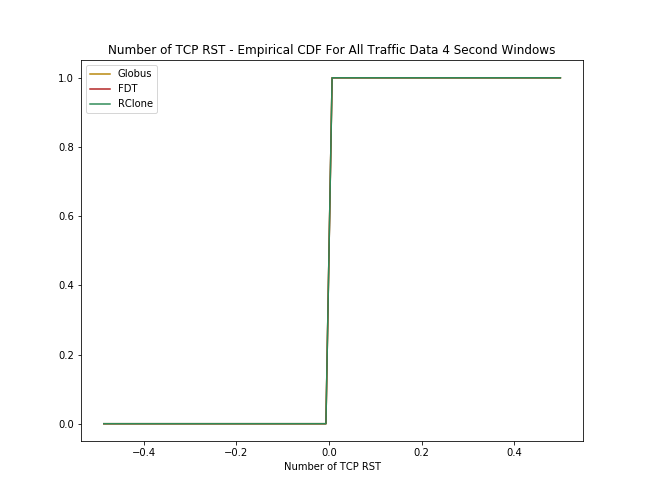 Number of TCP RST - Empirical CDF For All Traffic Data 4 Second Windows
Globus
FDT
RClone
1.0
0.8
0.6
0.4
0.2
0.0
−0.4 −0.2 0.0 0.2 0.4
Number of TCP RST